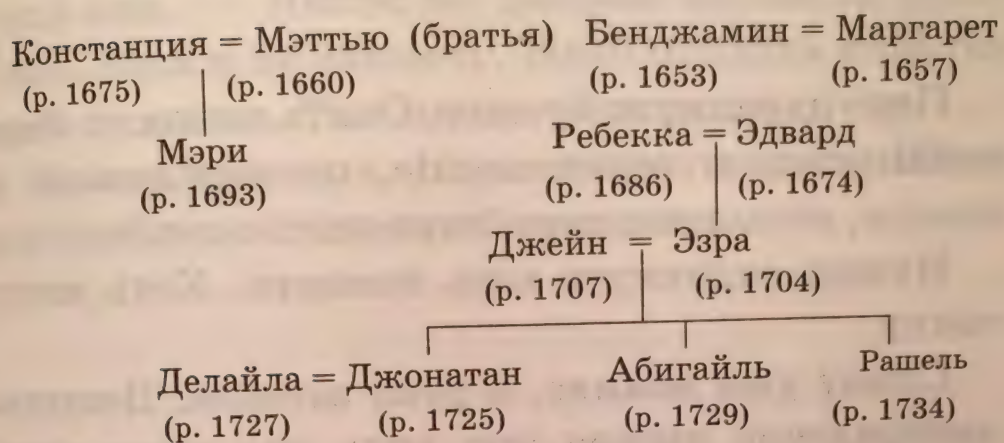 Констанция = Мэттью (братья) Бенджамин = Маргарет
(р. 1675) (р. 1660) (р. 1653) (р. 1657)
Мэри
(р. 1693)
Ребекка = Эдвард
(р. 1686) (р. 1674)
Джейн = Эзра
(р. 1707) (р. 1704)
Делайла = Джонатан Абигайль Рашель
(р. 1727) (р. 1725) (р. 1729) (р. 1734)